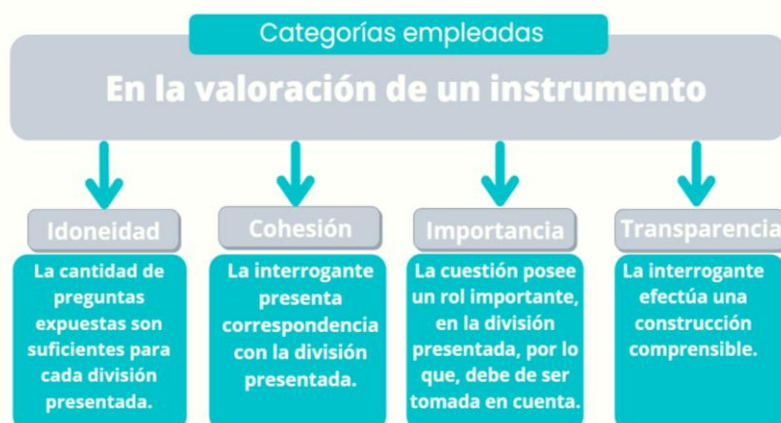 Categorías empleadas
En la valoración de un instrumento
Idoneidad
La cantidad de
preguntas
expuestas son
suficientes para
cada división
presentada.
Cohesión
La interrogante
presenta
correspondencia
con la división
presentada.
Importancia
La cuestión posee
un rol importante,
en la división
presentada, por lo
que, debe de ser
tomada en cuenta.
Transparencia
La interrogante
efectúa una
construcción
comprensible.